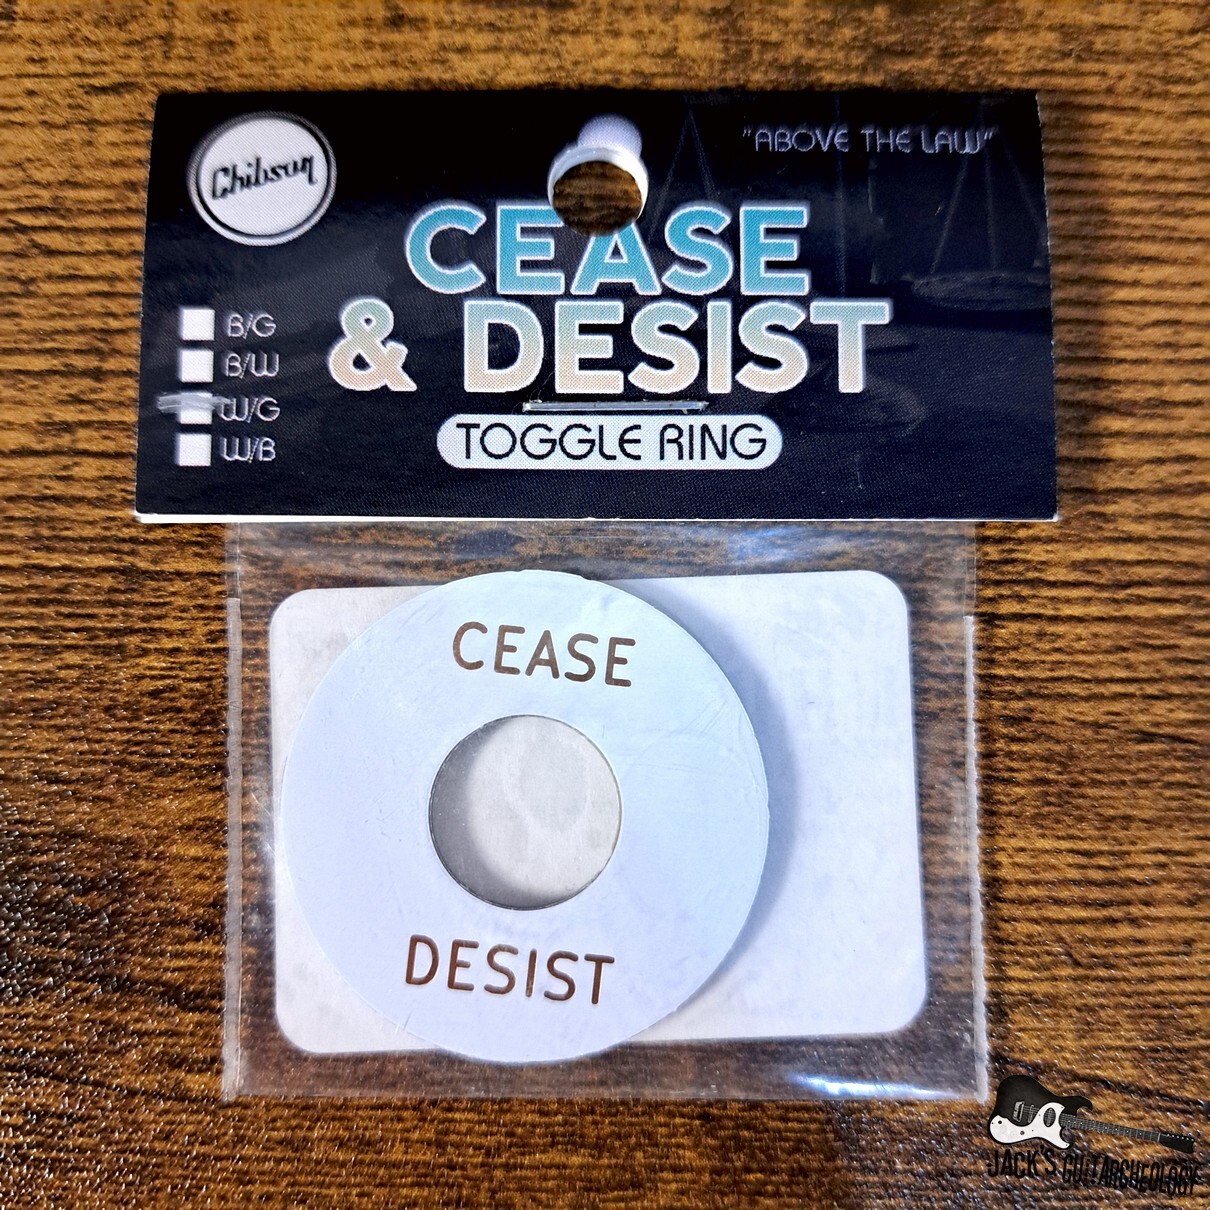 Chibson
"ABOVE THE LAW"
CEASE
& DESIST
TOGGLE RING
B/G
B/W
W/G
W/B
CEASE
DESIST
JACK'S GUITARCHEOLOGY